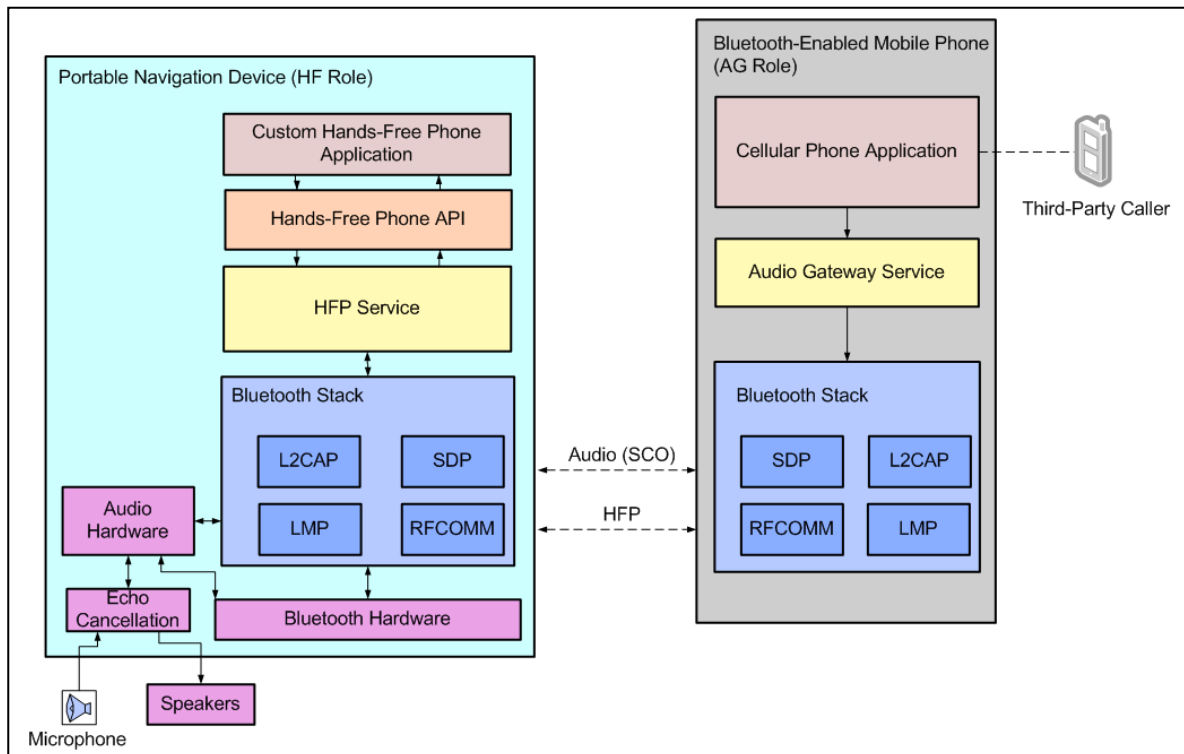 Portable Navigation Device (HF Role)
Custom Hands-Free Phone
Application
Hands-Free Phone API
HFP Service
Bluetooth Stack
L2CAP
SDP
LMP
RFCOMM
Audio
Hardware
Echo
Cancellation
Bluetooth Hardware
Speakers
Microphone
Audio (SCO)
HFP
Bluetooth-Enabled Mobile Phone
(AG Role)
Cellular Phone Application
Third-Party Caller
Audio Gateway Service
Bluetooth Stack
SDP
L2CAP
RFCOMM
LMP